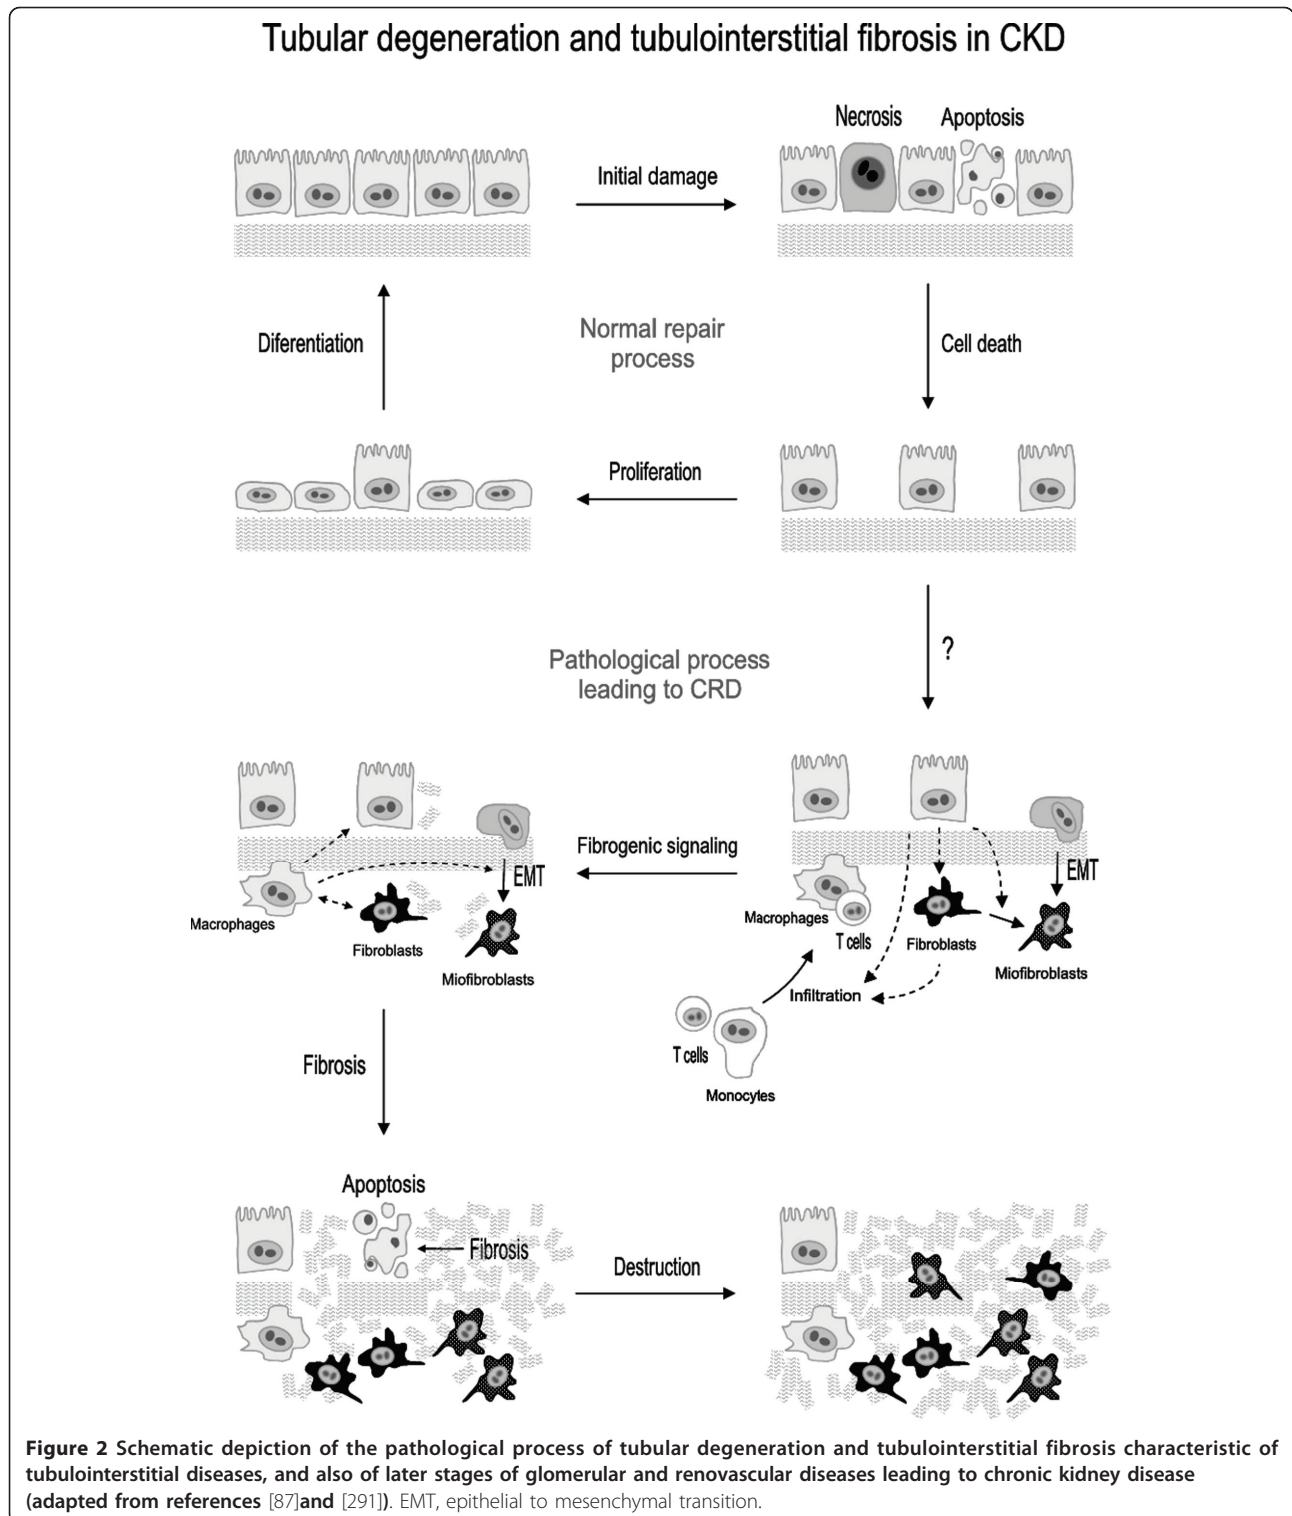 Tubular degeneration and tubulointerstitial fibrosis in CKD
Necrosis
Apoptosis
Initial damage
Normal repair
process
Diferentiation
Cell death
Proliferation
?
Pathological process
leading to CRD
Fibrogenic signaling
EMT
Macrophages
Fibroblasts
Miofibroblasts
EMT
Macrophages
T cells
Fibroblasts
Miofibroblasts
Infiltration
T cells
Monocytes
Fibrosis
Apoptosis
Fibrosis
Destruction
Figure 2 Schematic depiction of the pathological process of tubular degeneration and tubulointerstitial fibrosis characteristic of
tubulointerstitial diseases, and also of later stages of glomerular and renovascular diseases leading to chronic kidney disease
(adapted from references [87]and [291]). EMT, epithelial to mesenchymal transition.